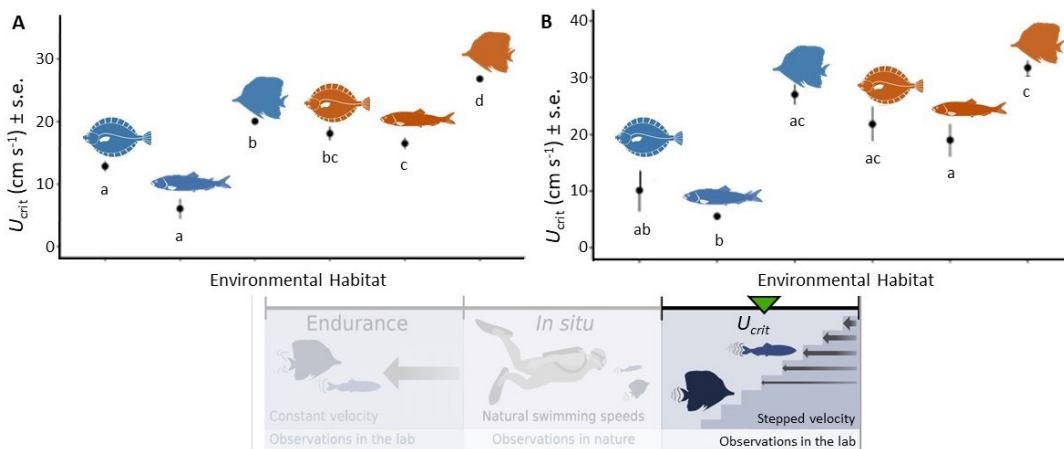 A
U_crit (cm s⁻¹) ± s.e.
30
20
10
0
a
a
b
bc
c
d
Environmental Habitat
B
U_crit (cm s⁻¹) ± s.e.
40
30
20
10
0
ab
b
ac
ac
a
c
Environmental Habitat
Endurance
Constant velocity
Observations in the lab
In situ
Natural swimming speeds
Observations in nature
U_crit
Stepped velocity
Observations in the lab